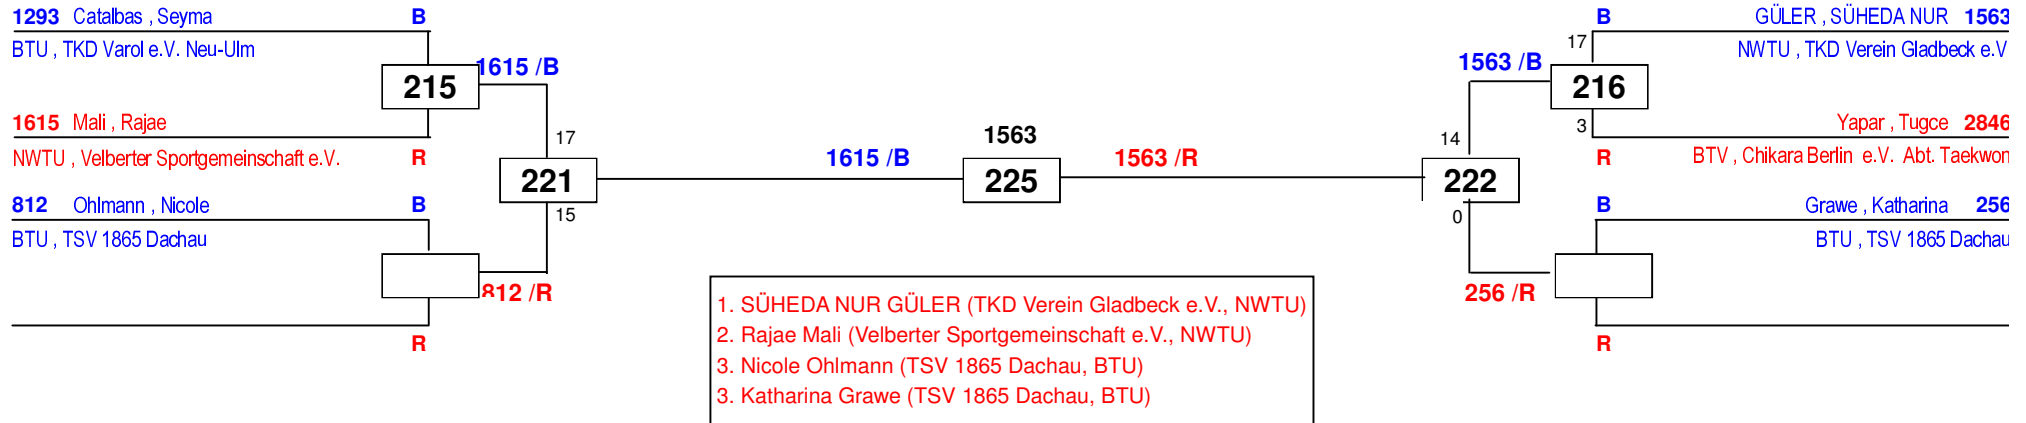 1293 Catalbas , Seyma B
BTU , TKD Varol e.V. Neu-Ulm
215
1615 /B
1615 Mali , Rajae
NWTU , Velberter Sportgemeinschaft e.V. R
17
221
15
812 Ohlmann , Nicole B
BTU , TSV 1865 Dachau
812 /R
R
1615 /B
1563
225
1563 /R
B GÜLER , SÜHEDA NUR 1563
17 NWTU , TKD Verein Gladbeck e.V
1563 /B
216
3 Yapar , Tugce 2846
R BTV , Chikara Berlin e.V. Abt. Taekwon
14
222
0
B Grawe , Katharina 256
BTU , TSV 1865 Dachau
256 /R
R
1. SÜHEDA NUR GÜLER (TKD Verein Gladbeck e.V., NWTU)
2. Rajae Mali (Velberter Sportgemeinschaft e.V., NWTU)
3. Nicole Ohlmann (TSV 1865 Dachau, BTU)
3. Katharina Grawe (TSV 1865 Dachau, BTU)